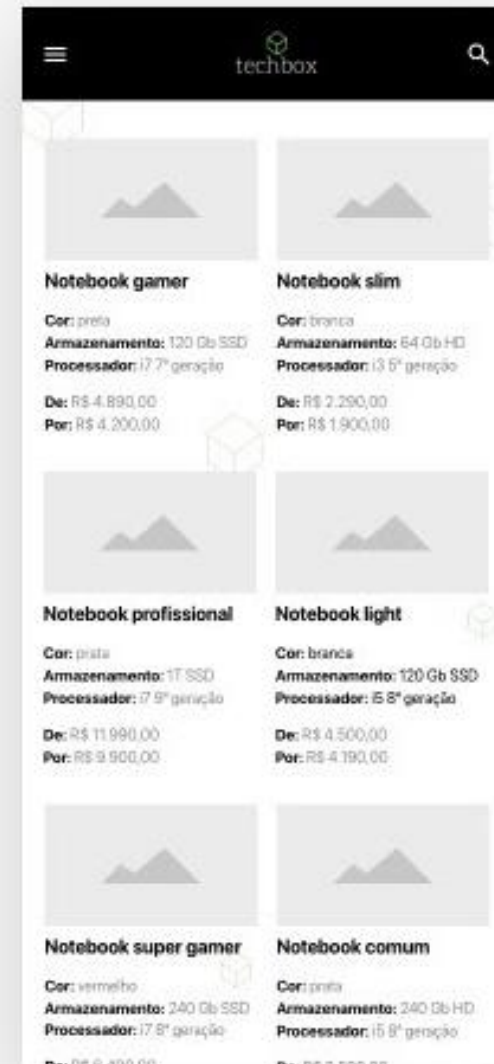 techbox
Notebook gamer
Cor: preta
Armazenamento: 120 Gb SSD
Processador: i7 7ª geração
De: R$ 4.890,00
Por: R$ 4.200,00
Notebook slim
Cor: branca
Armazenamento: 64 Gb HD
Processador: i3 5ª geração
De: R$ 2.290,00
Por: R$ 1.900,00
Notebook profissional
Cor: prata
Armazenamento: 1T SSD
Processador: i7 9ª geração
De: R$ 11.990,00
Por: R$ 9.900,00
Notebook light
Cor: branca
Armazenamento: 120 Gb SSD
Processador: i5 8ª geração
De: R$ 4.500,00
Por: R$ 4.190,00
Notebook super gamer
Cor: vermelho
Armazenamento: 240 Gb SSD
Processador: i7 8ª geração
Notebook comum
Cor: prata
Armazenamento: 240 Gb HD
Processador: i5 8ª geração